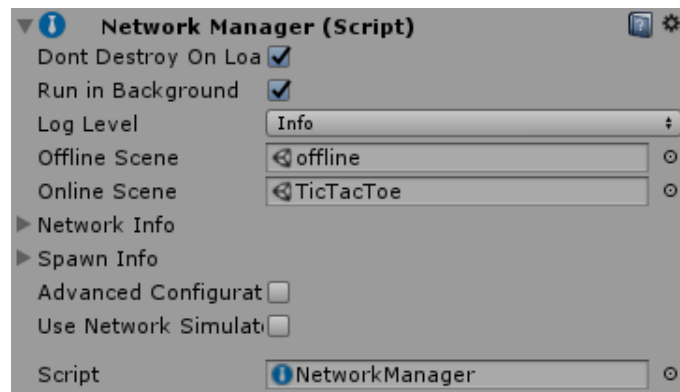 Network Manager (Script)
Dont Destroy On Loa
Run in Background
Log Level Info
Offline Scene offline
Online Scene TicTacToe
Network Info
Spawn Info
Advanced Configurat
Use Network Simulat
Script NetworkManager